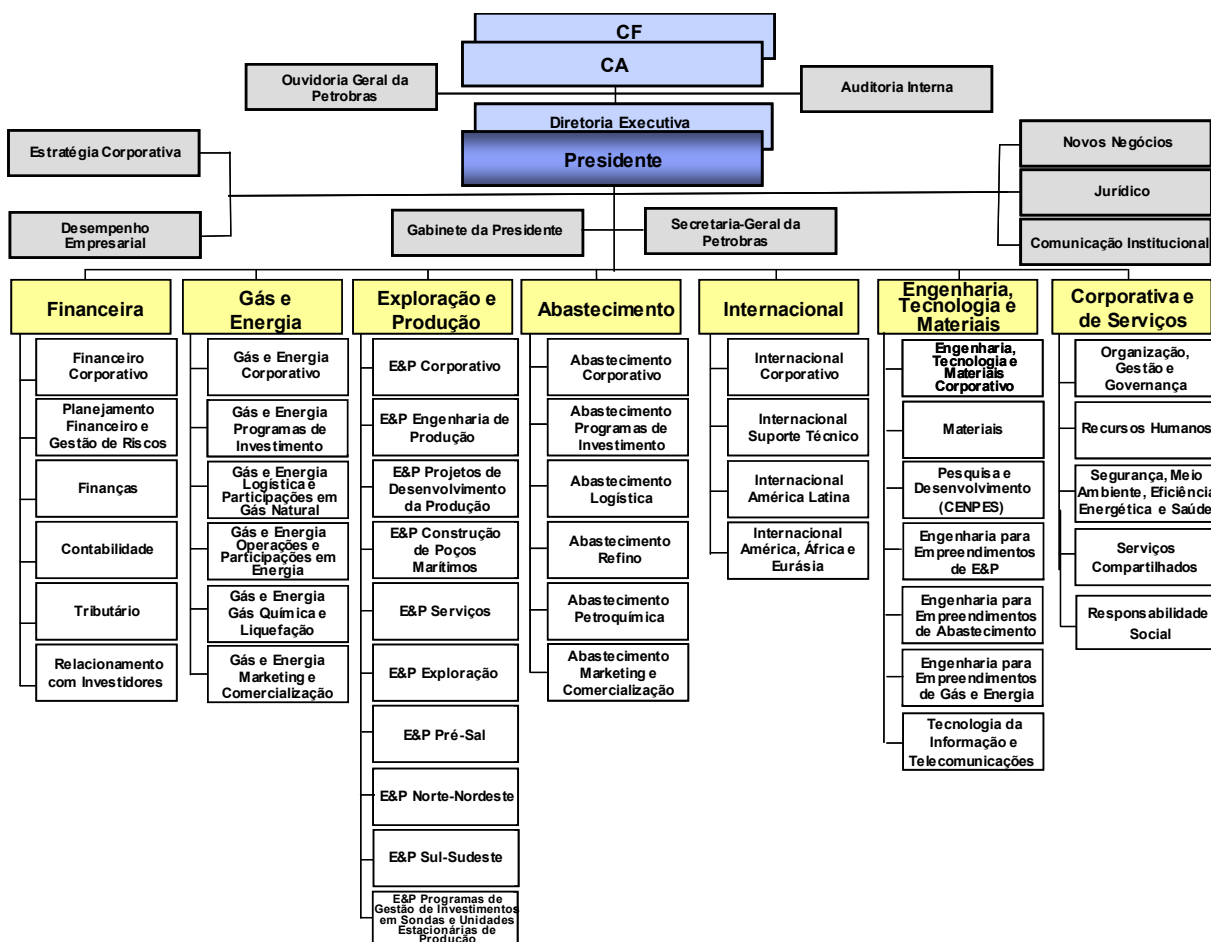 CF
CA
Ouvidoria Geral da
Petrobras
Auditoria Interna
Diretoria Executiva
Presidente
Estratégia Corporativa
Desempenho
Empresarial
Novos Negócios
Jurídico
Comunicação Institucional
Gabinete da Presidente
Secretaria-Geral da
Petrobras
Financeira
Financeiro
Corporativo
Planejamento
Financeiro e
Gestão de Riscos
Finanças
Contabilidade
Tributário
Relacionamento
com Investidores
Gás e
Energia
Gás e Energia
Corporativo
Gás e Energia
Programas de
Investimento
Gás e Energia
Logística e
Participações em
Gás Natural
Gás e Energia
Operações e
Participações em
Energia
Gás e Energia
Gás Química e
Liquefação
Gás e Energia
Marketing e
Comercialização
Exploração e
Produção
E&P Corporativo
E&P Engenharia de
Produção
E&P Projetos de
Desenvolvimento
da Produção
E&P Construção
de Poços
Marítimos
E&P Serviços
E&P Exploração
E&P Pré-Sal
E&P Norte-Nordeste
E&P Sul-Sudeste
E&P Programas de
Gestão de Investimentos
em Sondas e Unidades
Estacionárias de
Produção
Abastecimento
Abastecimento
Corporativo
Abastecimento
Programas de
Investimento
Abastecimento
Logística
Abastecimento
Refino
Abastecimento
Petroquímica
Abastecimento
Marketing e
Comercialização
Internacional
Internacional
Corporativo
Internacional
Suporte Técnico
Internacional
América Latina
Internacional
América, África e
Eurásia
Engenharia,
Tecnologia e
Materiais
Engenharia,
Tecnologia e
Materiais
Corporativo
Materiais
Pesquisa e
Desenvolvimento
(CENPES)
Engenharia para
Empreendimentos
de E&P
Engenharia para
Empreendimentos
de Abastecimento
Engenharia para
Empreendimentos
de Gás e Energia
Tecnologia da
Informação e
Telecomunicações
Corporativa e
de Serviços
Organização,
Gestão e
Governança
Recursos Humanos
Segurança, Meio
Ambiente, Eficiência
Energética e Saúde
Serviços
Compartilhados
Responsabilidade
Social